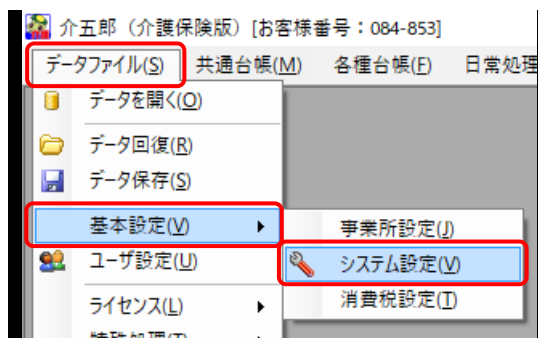 介五郎（介護保険版）[お客様番号：084-853]
データファイル(S) 共通台帳(M) 各種台帳(F) 日常処理
データを開く(O)
データ回復(R)
データ保存(S)
基本設定(V)
事業所設定(J)
ユーザ設定(U)
システム設定(V)
消費税設定(T)
ライセンス(L)